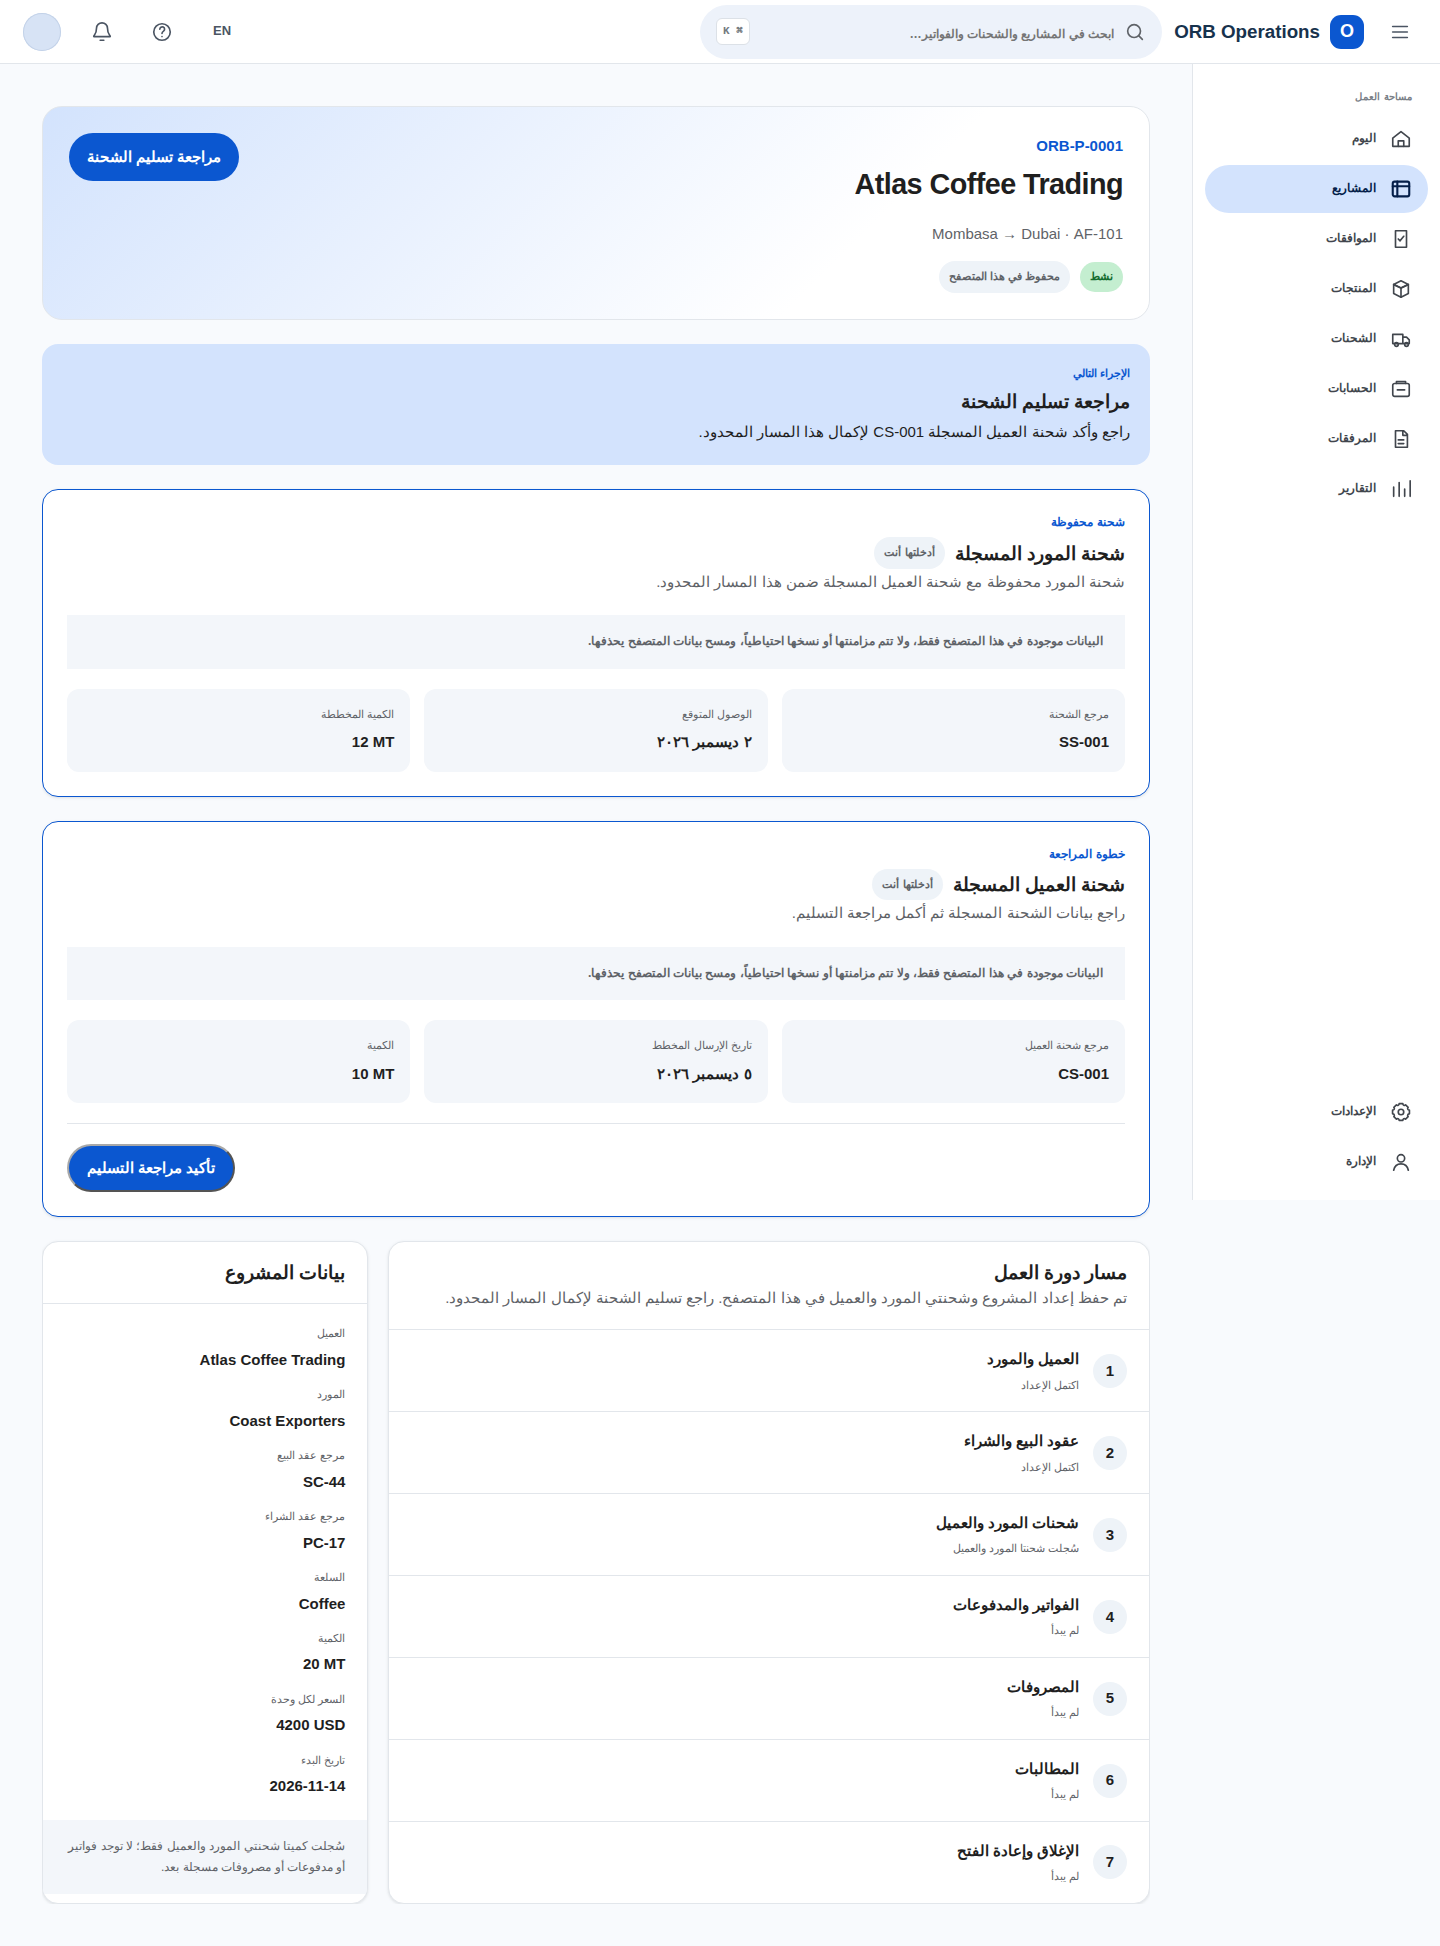 ORB Operations
O
ابحث في المشاريع والشحنات والفواتير...
⌘ K
EN
مساحة العمل
اليوم
المشاريع
الموافقات
المنتجات
الشحنات
الحسابات
المرفقات
التقارير
الإعدادات
الإدارة
ORB-P-0001
Atlas Coffee Trading
Mombasa → Dubai · AF-101
نشط
محفوظ في هذا المتصفح
مراجعة تسليم الشحنة
الإجراء التالي
مراجعة تسليم الشحنة
راجع وأكد شحنة العميل المسجلة CS-001 لإكمال هذا المسار المحدود.
شحنة محفوظة
شحنة المورد المسجلة
أدخلتها أنت
شحنة المورد محفوظة مع شحنة العميل المسجلة ضمن هذا المسار المحدود.
البيانات موجودة في هذا المتصفح فقط، ولا تتم مزامنتها أو نسخها احتياطياً، ومسح بيانات المتصفح يحذفها.
مرجع الشحنة
SS-001
الوصول المتوقع
٢ ديسمبر ٢٠٢٦
الكمية المخططة
12 MT
خطوة المراجعة
شحنة العميل المسجلة
أدخلتها أنت
راجع بيانات الشحنة المسجلة ثم أكمل مراجعة التسليم.
البيانات موجودة في هذا المتصفح فقط، ولا تتم مزامنتها أو نسخها احتياطياً، ومسح بيانات المتصفح يحذفها.
مرجع شحنة العميل
CS-001
تاريخ الإرسال المخطط
٥ ديسمبر ٢٠٢٦
الكمية
10 MT
تأكيد مراجعة التسليم
مسار دورة العمل
تم حفظ إعداد المشروع وشحنتي المورد والعميل في هذا المتصفح. راجع تسليم الشحنة لإكمال المسار المحدود.
1
العميل والمورد
اكتمل الإعداد
2
عقود البيع والشراء
اكتمل الإعداد
3
شحنات المورد والعميل
سُجلت شحنتا المورد والعميل
4
الفواتير والمدفوعات
لم يبدأ
5
المصروفات
لم يبدأ
6
المطالبات
لم يبدأ
7
الإغلاق وإعادة الفتح
لم يبدأ
بيانات المشروع
العميل
Atlas Coffee Trading
المورد
Coast Exporters
مرجع عقد البيع
SC-44
مرجع عقد الشراء
PC-17
السلعة
Coffee
الكمية
20 MT
السعر لكل وحدة
4200 USD
تاريخ البدء
2026-11-14
سُجلت كميتا شحنتي المورد والعميل فقط؛ لا توجد فواتير
أو مدفوعات أو مصروفات مسجلة بعد.